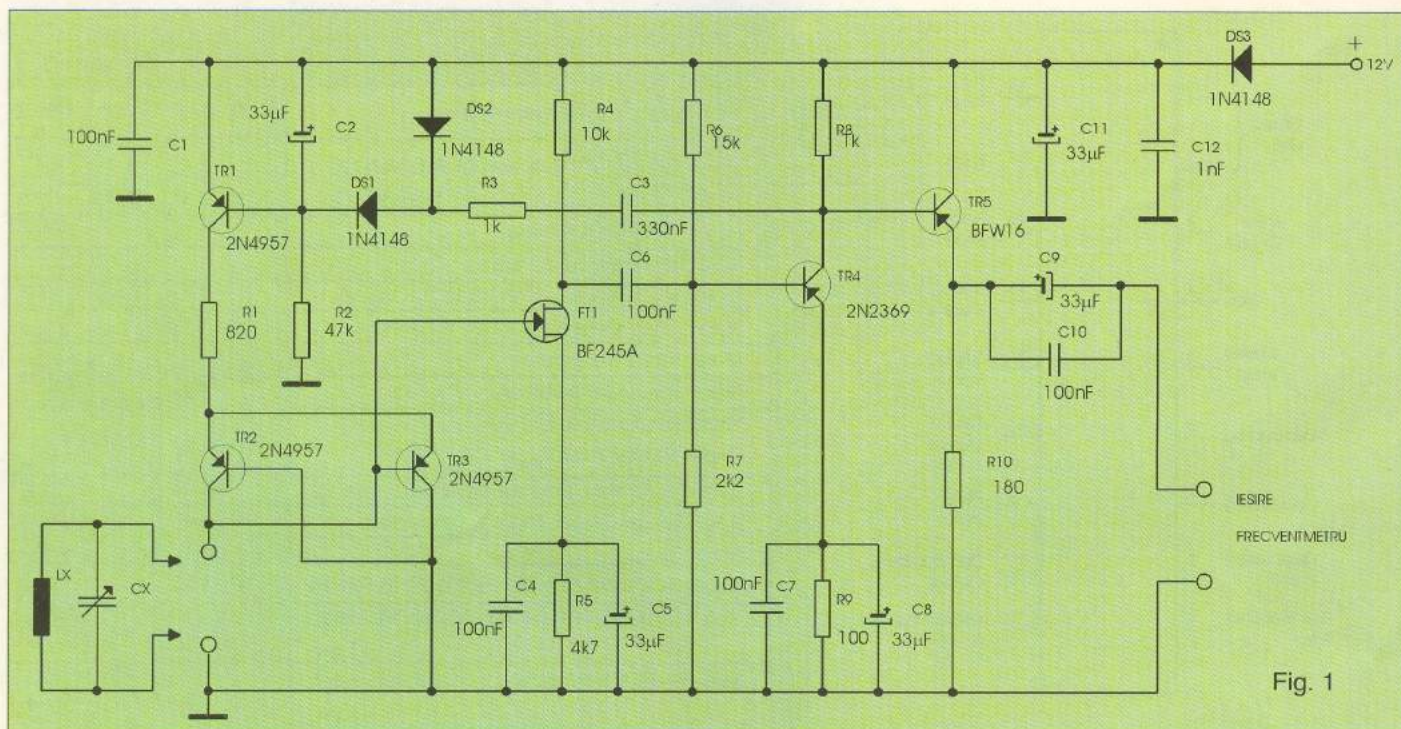 DS3
+
12V
1N4148
100nF
C1
33µF
C2
DS2
1N4148
R4
10k
R6
15k
R8
1k
C11
33µF
C12
1nF
TR1
2N4957
DS1
1N4148
R3
1k
C3
330nF
TR5
BFW16
C6
100nF
TR4
2N2369
C9
+
33µF
C10
100nF
R1
820
R2
47k
FT1
BF245A
TR2
2N4957
TR3
2N4957
R7
2k2
R10
180
IESIRE
FRECVENTMETRU
LX
CX
C4
100nF
R5
4k7
C5
33µF
100nF
C7
R9
100
C8
33µF
Fig. 1